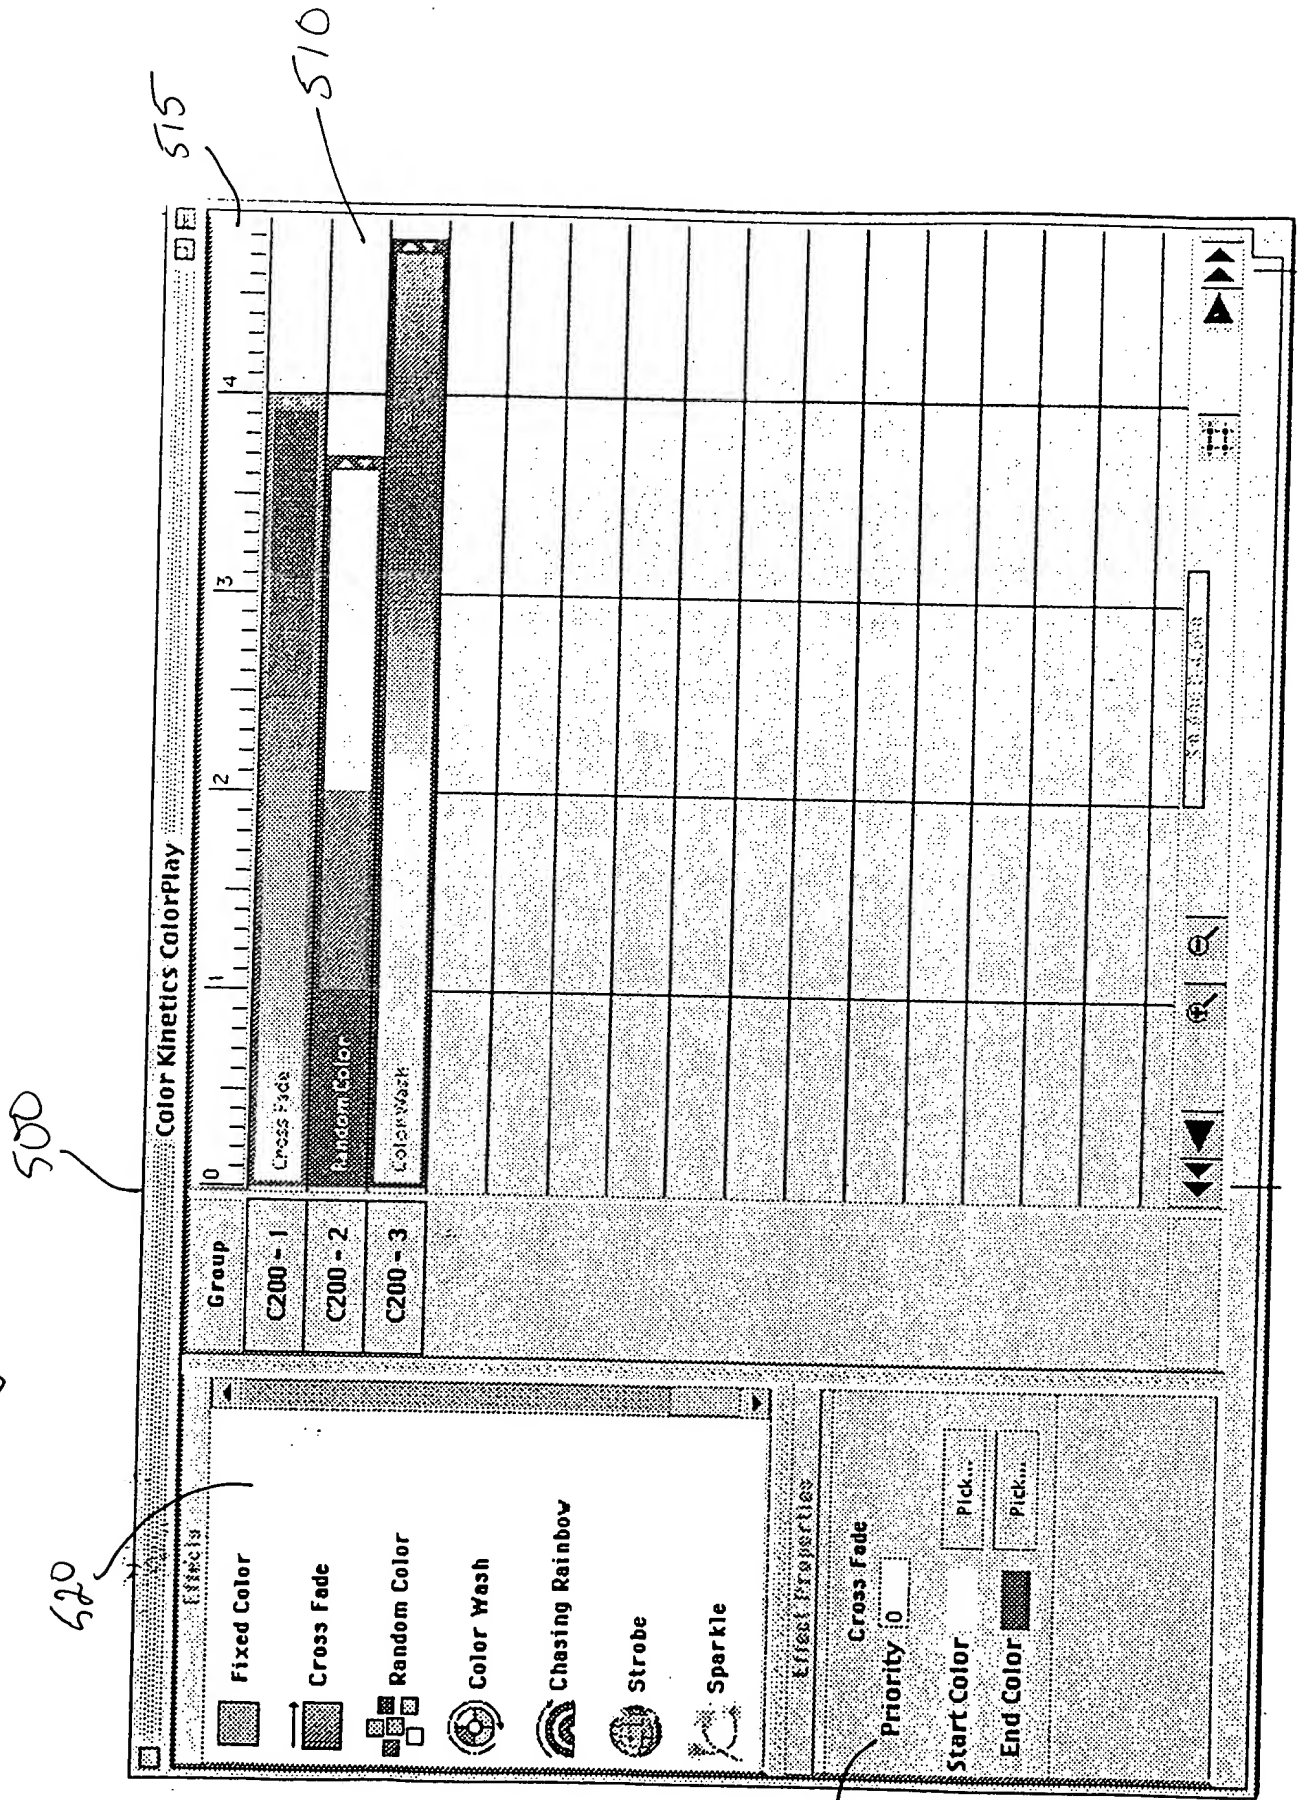 500
515
510
520
Color Kinetics ColorPlay
Effects
Fixed Color
Cross Fade
Random Color
Color Wash
Chasing Rainbow
Strobe
Sparkle
Effect Properties
Cross Fade
Priority 0
Start Color Pick...
End Color Pick...
Group
C200 - 1
C200 - 2
C200 - 3
0 1 2 3 4
Cross Fade
Random Color
Color Wash